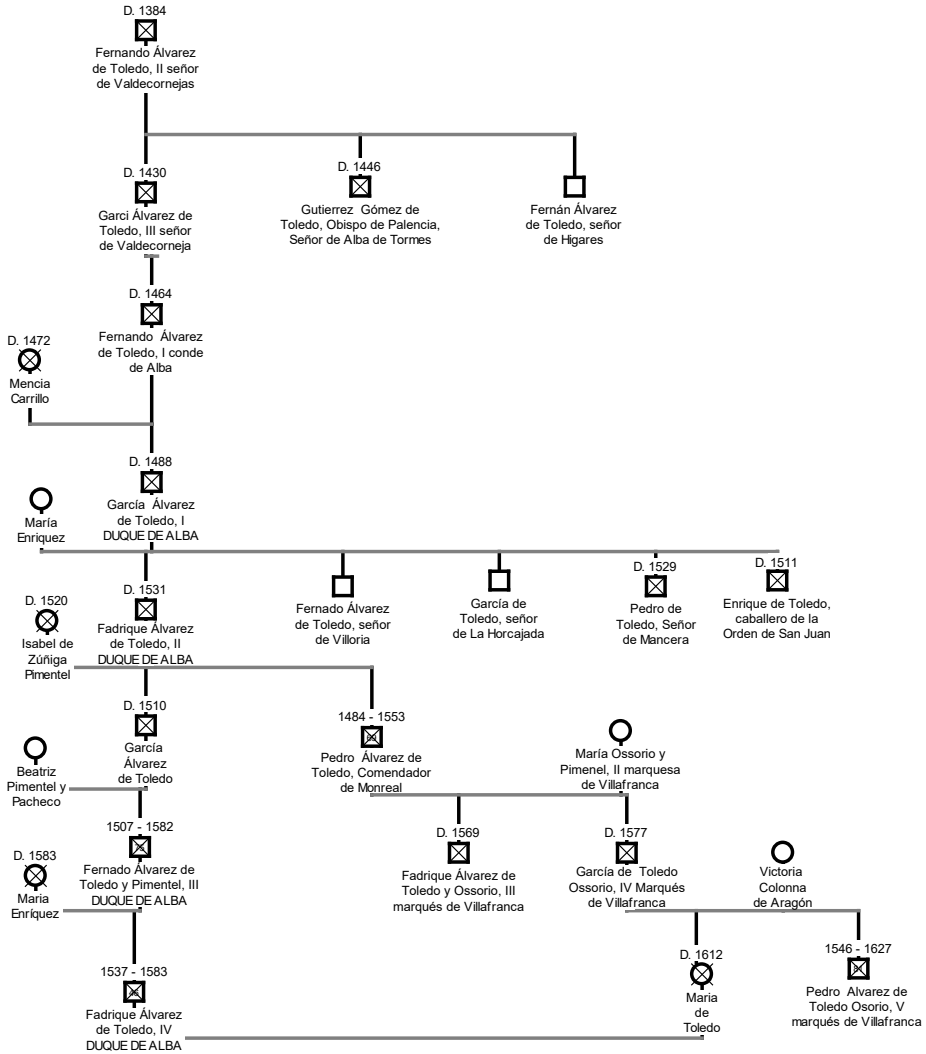 D. 1384
Fernando Álvarez
de Toledo, II señor
de Valdecornejas
D. 1430
Garci Álvarez de
Toledo, III señor
de Valdecorneja
D. 1446
Gutierrez Gómez de
Toledo, Obispo de Palencia,
Señor de Alba de Tormes
Fernán Álvarez
de Toledo, señor
de Higares
D. 1464
Fernando Álvarez
de Toledo, I conde
de Alba
D. 1472
Mencia
Carrillo
D. 1488
García Álvarez
de Toledo, I
DUQUE DE ALBA
María
Enriquez
D. 1531
Fadrique Álvarez
de Toledo, II
DUQUE DE ALBA
Fernado Álvarez
de Toledo, señor
de Villoria
García de
Toledo, señor
de La Horcajada
D. 1529
Pedro de
Toledo, Señor
de Mancera
D. 1511
Enrique de Toledo,
caballero de la
Orden de San Juan
D. 1520
Isabel de
Zúñiga
Pimentel
D. 1510
García
Álvarez
de Toledo
1484 - 1553
69
Pedro Álvarez de
Toledo, Comendador
de Monreal
María Ossorio y
Pimenel, II marquesa
de Villafranca
Beatriz
Pimentel y
Pacheco
1507 - 1582
75
Fernado Álvarez de
Toledo y Pimentel, III
DUQUE DE ALBA
D. 1569
Fadrique Álvarez de
Toledo y Ossorio, III
marqués de Villafranca
D. 1577
García de Toledo
Ossorio, IV Marqués
de Villafranca
Victoria
Colonna
de Aragón
D. 1583
Maria
Enríquez
1537 - 1583
46
Fadrique Álvarez
de Toledo, IV
DUQUE DE ALBA
D. 1612
Maria
de
Toledo
1546 - 1627
81
Pedro Alvarez de
Toledo Osorio, V
marqués de Villafranca